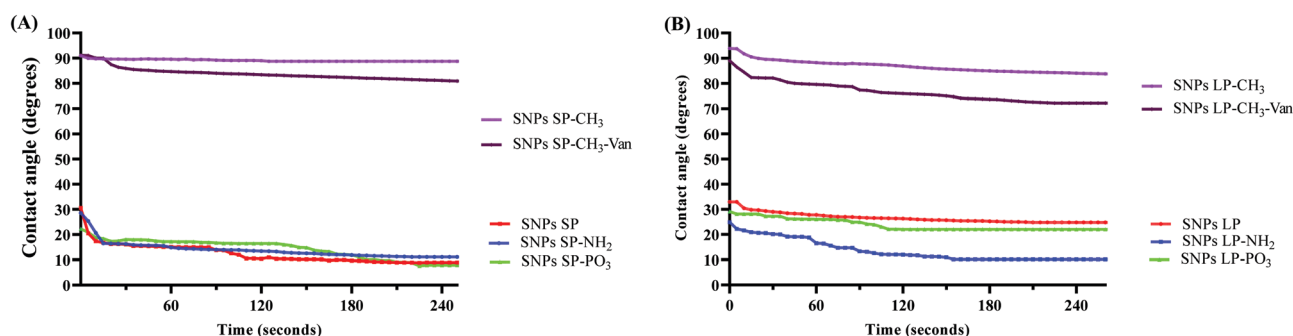 (A)
Contact angle (degrees)
100
90
80
70
60
50
40
30
20
10
0
60
120
180
240
Time (seconds)
SNPs SP-CH₃
SNPs SP-CH₃-Van
SNPs SP
SNPs SP-NH₂
SNPs SP-PO₃
(B)
Contact angle (degrees)
100
90
80
70
60
50
40
30
20
10
0
0
60
120
180
240
Time (seconds)
SNPs LP-CH₃
SNPs LP-CH₃-Van
SNPs LP
SNPs LP-NH₂
SNPs LP-PO₃